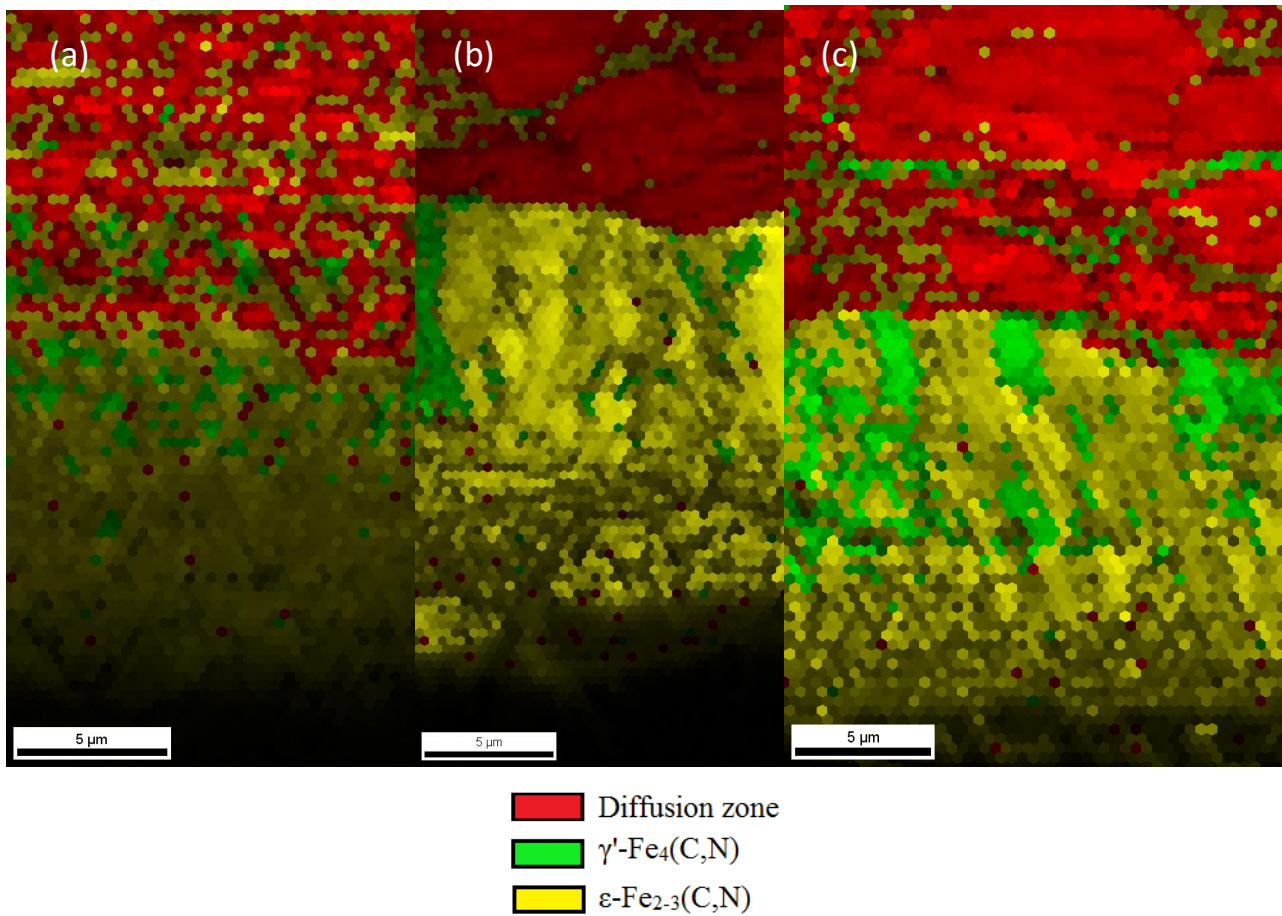 (a)
(b)
(c)
5 µm
5 µm
5 µm
Diffusion zone
γ'-Fe₄(C,N)
ε-Fe₂₋₃(C,N)